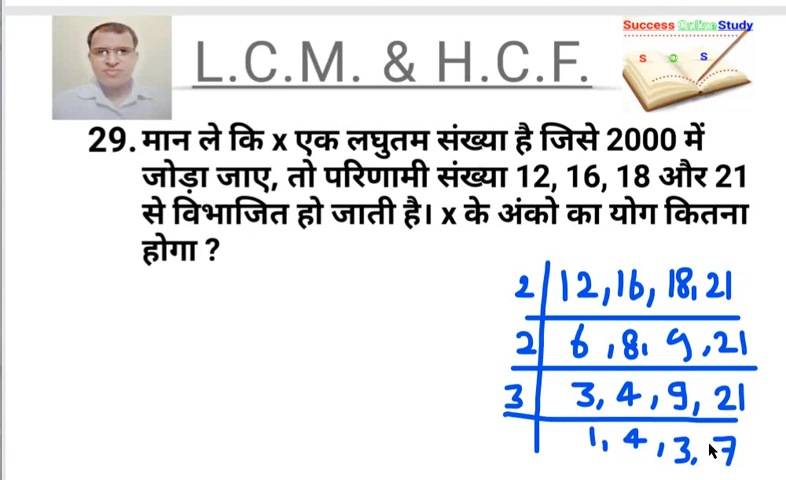 Success Online Study
S O S
L.C.M. & H.C.F.
29. मान ले कि x एक लघुतम संख्या है जिसे 2000 में
जोड़ा जाए, तो परिणामी संख्या 12, 16, 18 और 21
से विभाजित हो जाती है। x के अंको का योग कितना
होगा ?
2 | 12, 16, 18, 21
2 | 6, 8, 9, 21
3 | 3, 4, 9, 21
1, 4, 3, 7